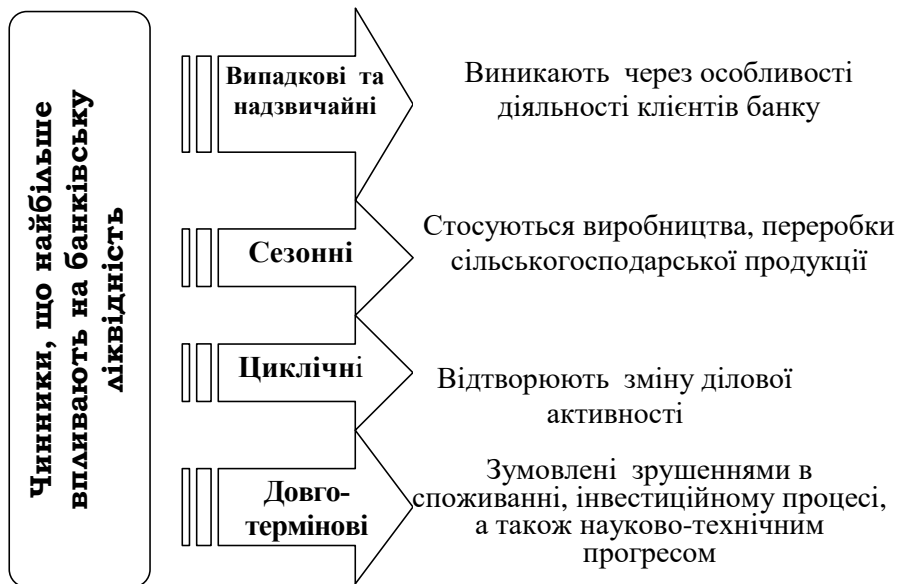 Чинники, що найбільше
впливають на банківську
ліквідність
Випадкові та
надзвичайні
Виникають через особливості
діяльності клієнтів банку
Сезонні
Стосуються виробництва, переробки
сільськогосподарської продукції
Циклічні
Відтворюють зміну ділової
активності
Довго-
термінові
Зумовлені зрушеннями в
споживанні, інвестиційному процесі,
а також науково-технічним
прогресом